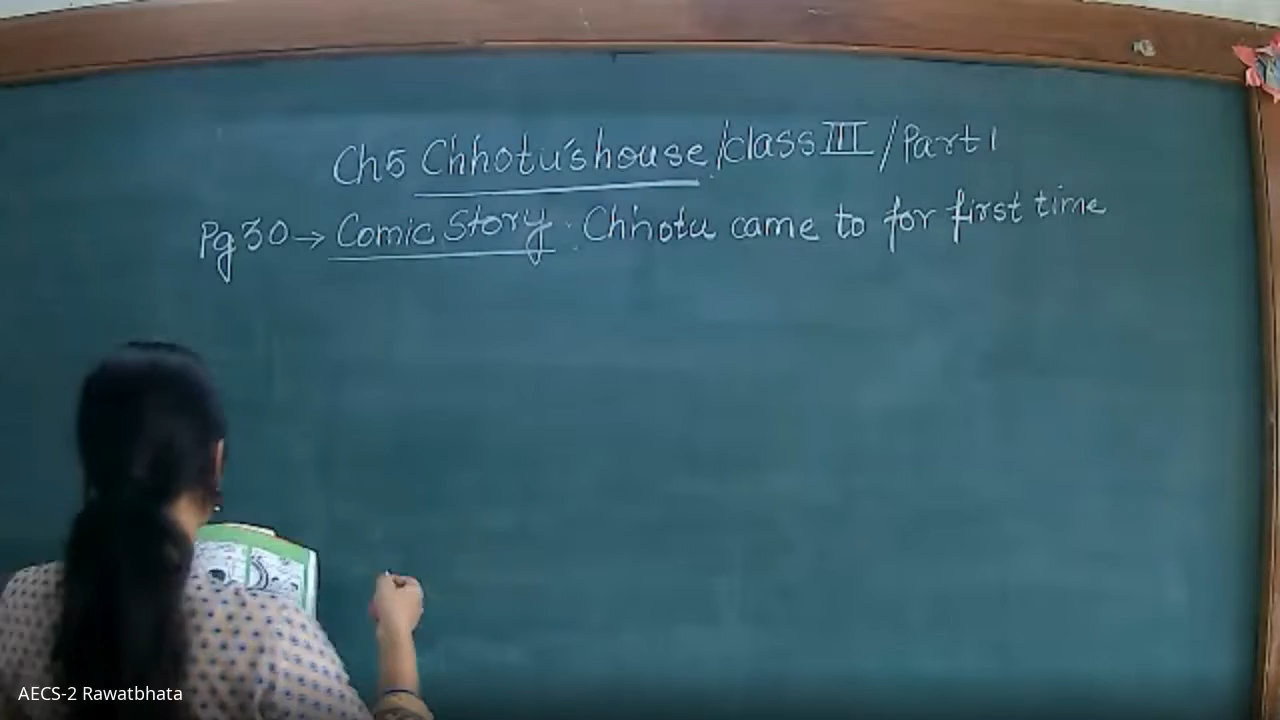 Ch5 Chhotu's house/class III/Part 1
Pg 30→ Comic Story : Chhotu came to for first time
AECS-2 Rawatbhata